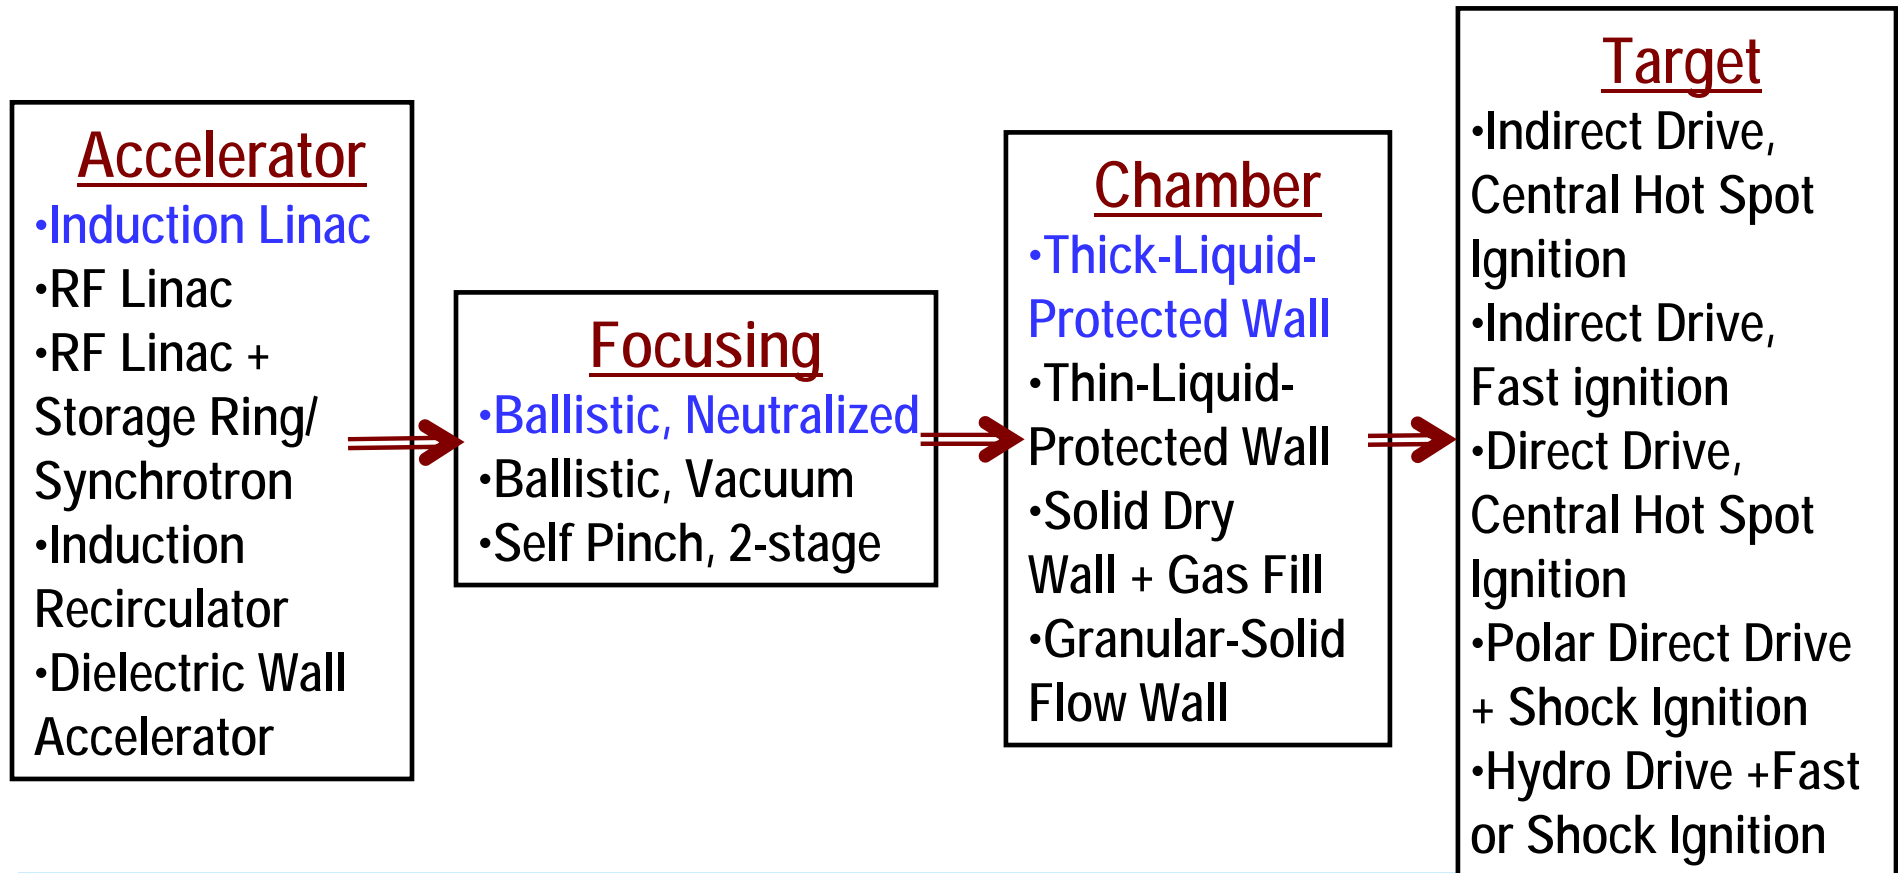 Accelerator
•Induction Linac
•RF Linac
•RF Linac +
Storage Ring/
Synchrotron
•Induction
Recirculator
•Dielectric Wall
Accelerator
Focusing
•Ballistic, Neutralized
•Ballistic, Vacuum
•Self Pinch, 2-stage
Chamber
•Thick-Liquid-
Protected Wall
•Thin-Liquid-
Protected Wall
•Solid Dry
Wall + Gas Fill
•Granular-Solid
Flow Wall
Target
•Indirect Drive,
Central Hot Spot
Ignition
•Indirect Drive,
Fast ignition
•Direct Drive,
Central Hot Spot
Ignition
•Polar Direct Drive
+ Shock Ignition
•Hydro Drive +Fast
or Shock Ignition